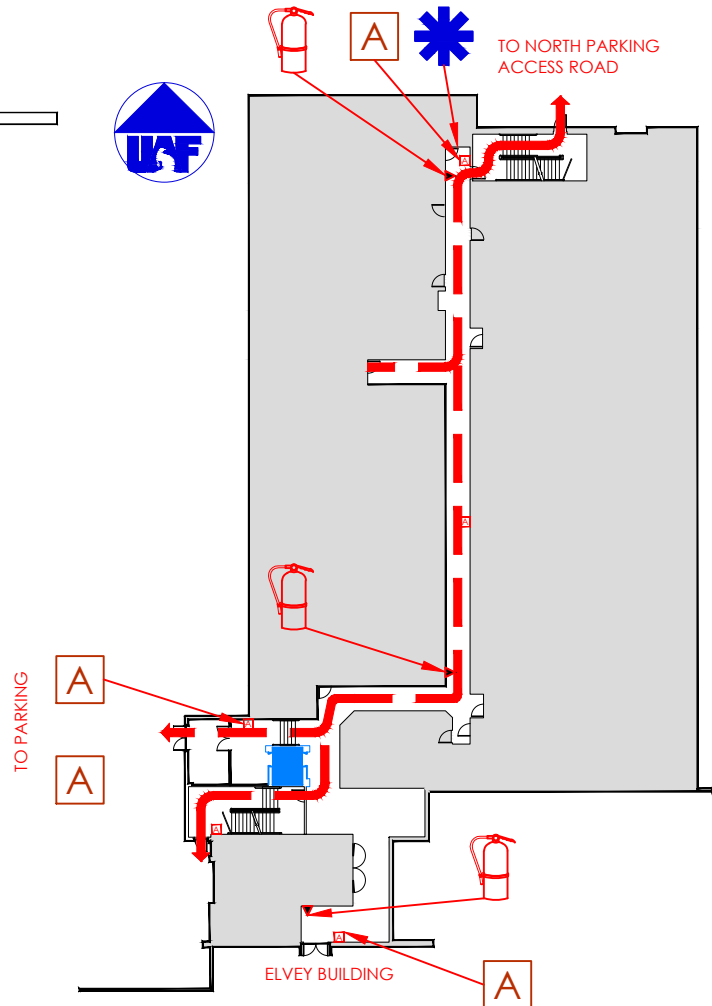 A
TO NORTH PARKING
ACCESS ROAD
UAF
A
A
A
TO PARKING
A
A
A
A
ELVEY BUILDING
A